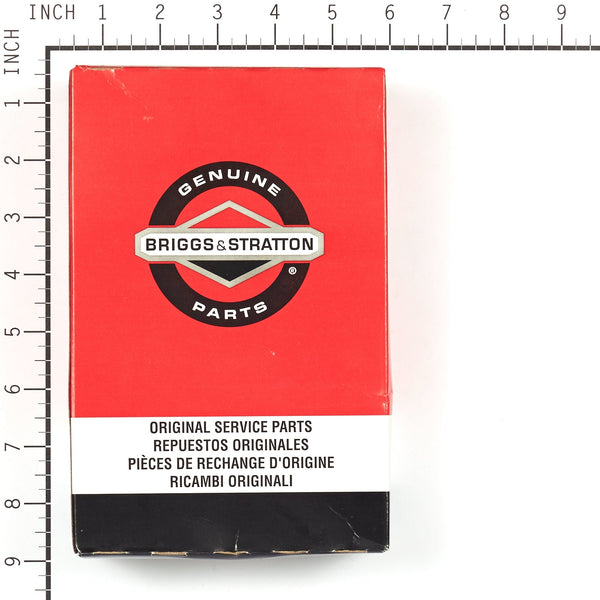 INCH 1 2 3 4 5 6 7 8 9
INCH
1
2
3
4
5
6
7
8
9
GENUINE
BRIGGS & STRATTON
®
PARTS
ORIGINAL SERVICE PARTS
REPUESTOS ORIGINALES
PIÈCES DE RECHANGE D'ORIGINE
RICAMBI ORIGINALI